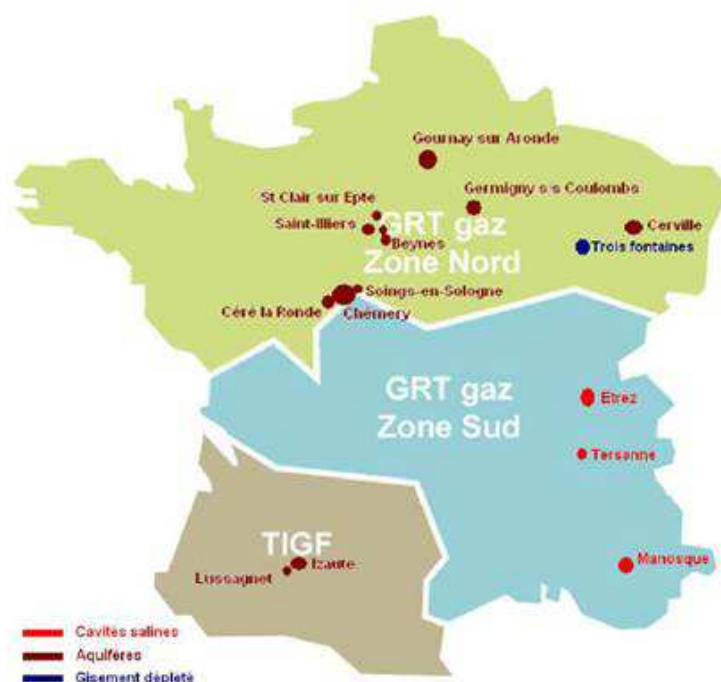 Gournay sur Aronde
St Clair sur Epte
Germigny s/s Coulombs
Saint-Illiers
GRT gaz
Zone Nord
Beynes
Cerville
Trois fontaines
Soings-en-Sologne
Céré la Ronde
Chémery
GRT gaz
Zone Sud
Etrez
Tersanne
TIGF
Izaute
Lussagnet
Manosque
Cavités salines
Aquifères
Gisement dépleté